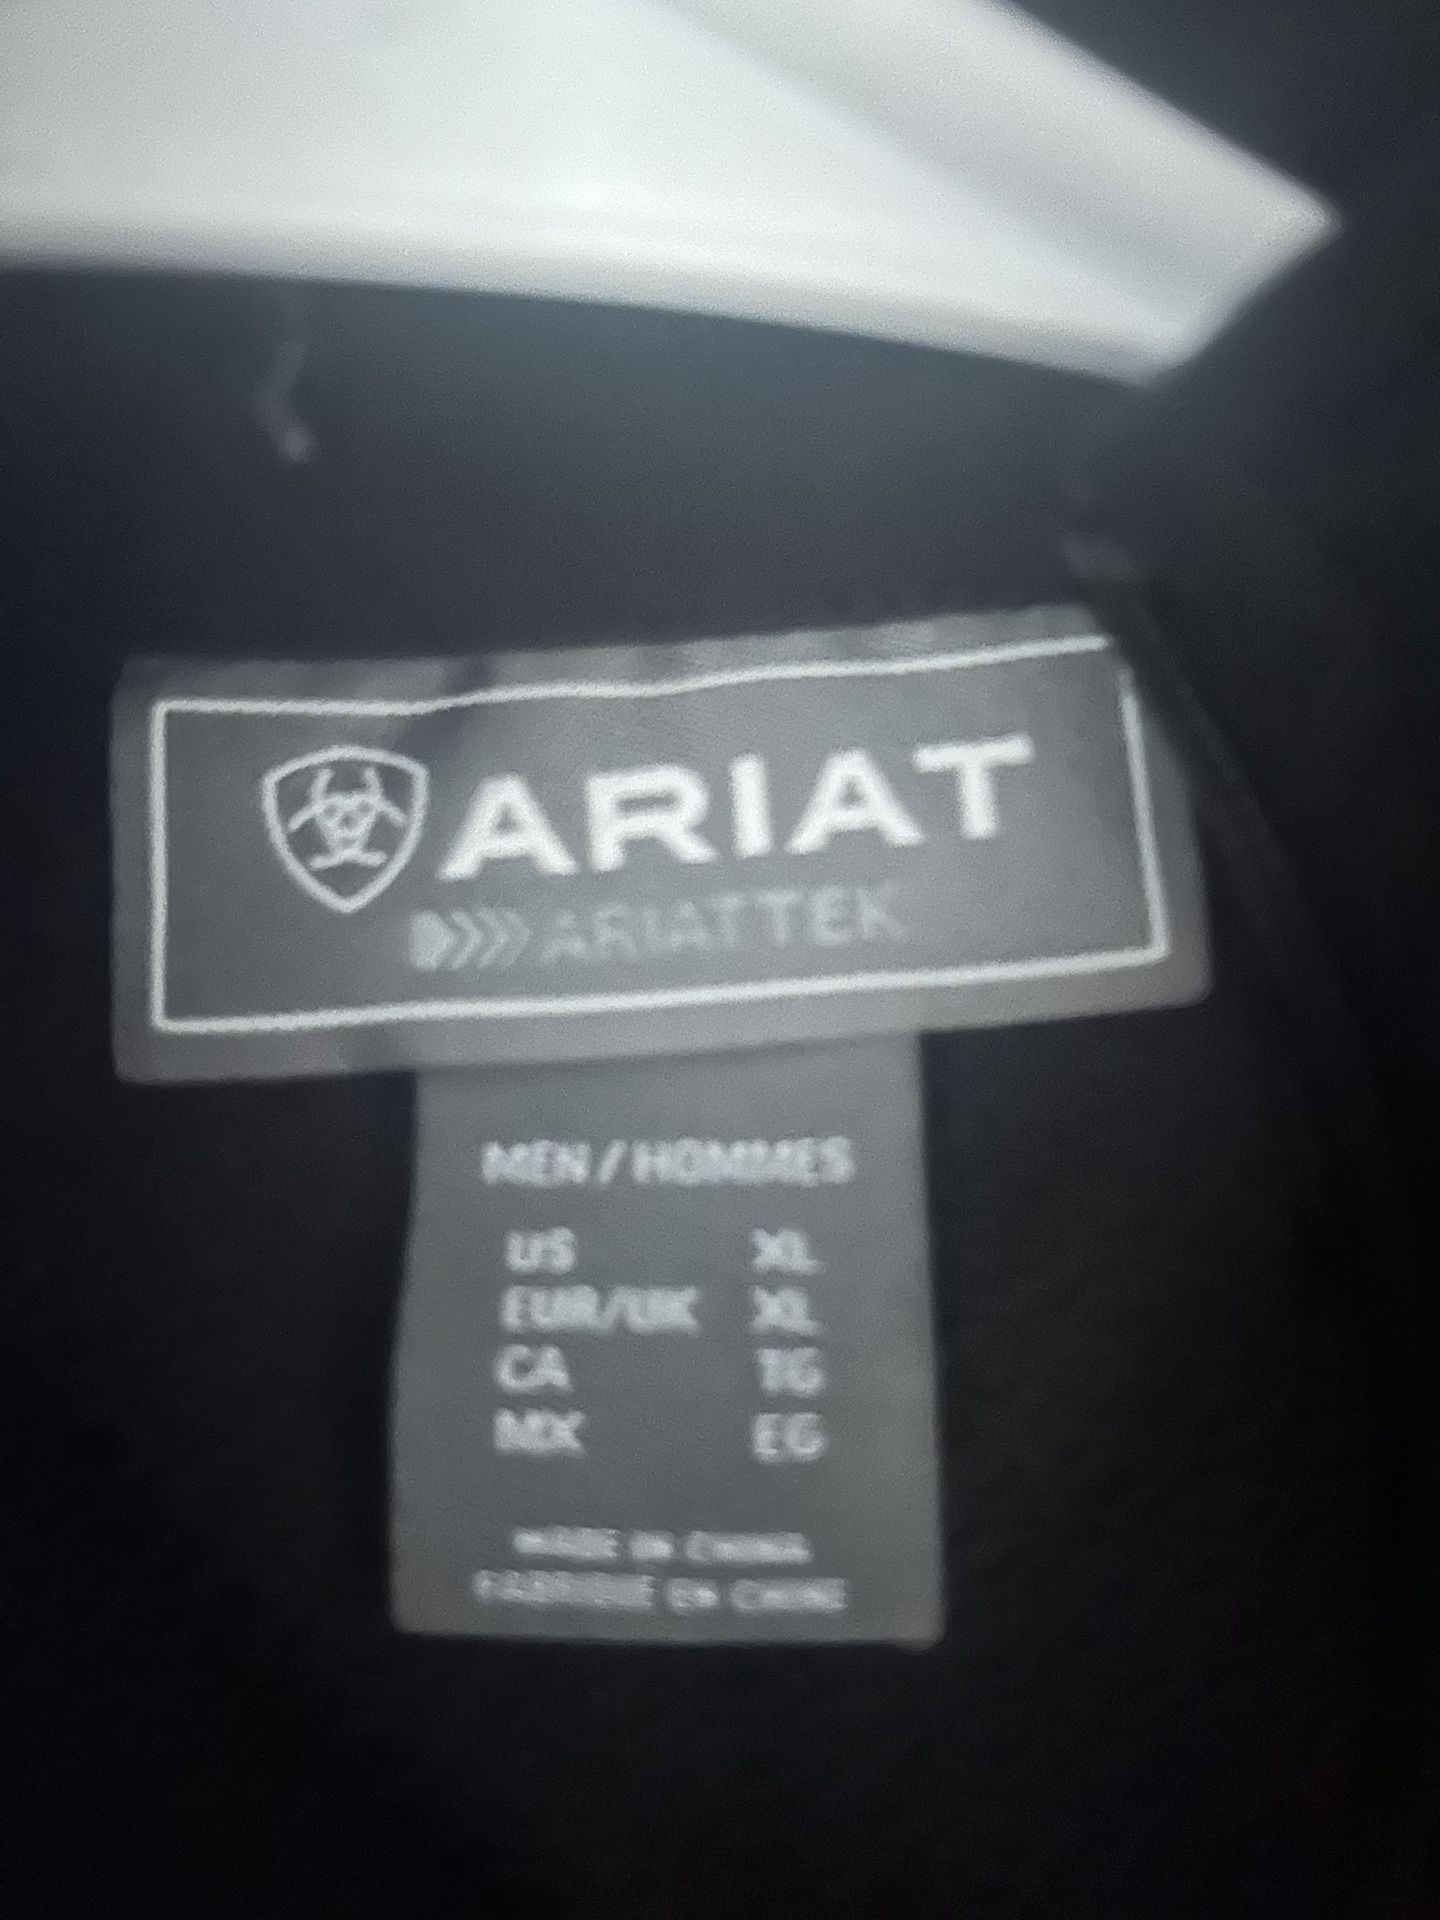 ARIAT
ARIATTEK
MEN / HOMMES
US XL
EUR/UK XL
CA TG
MX EG
MADE IN CHINA
FABRIQUÉ EN CHINE